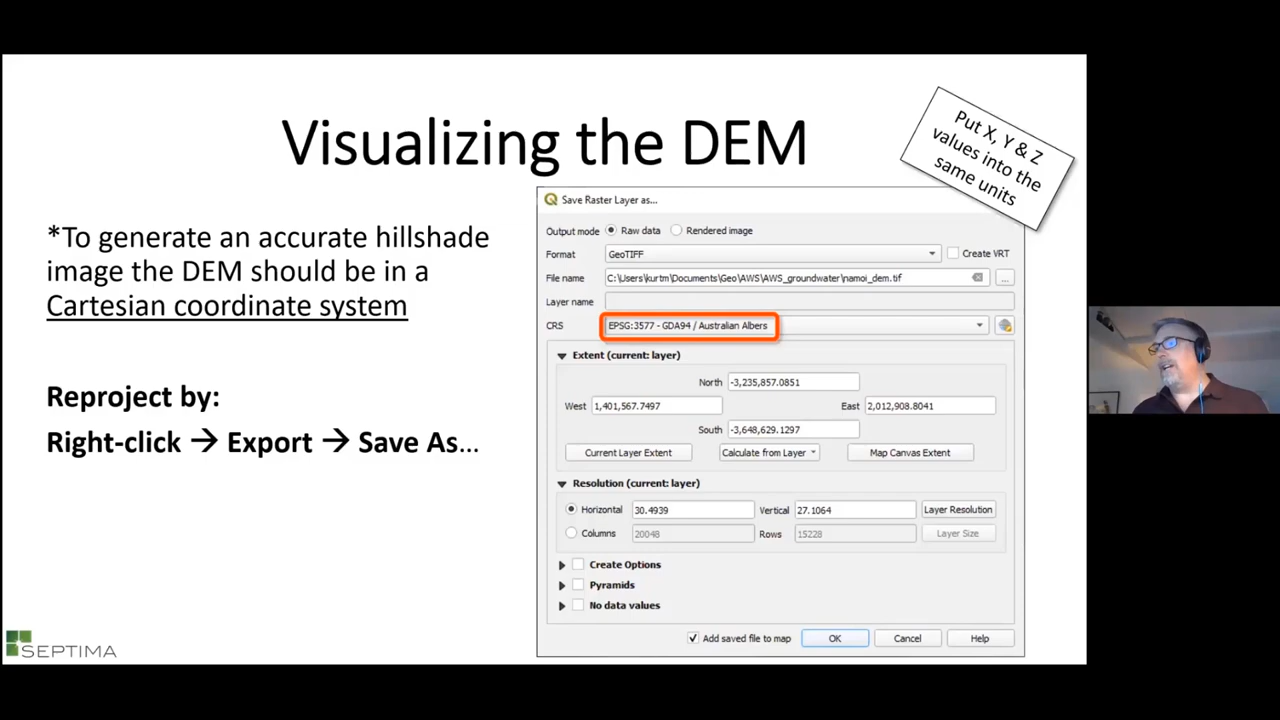 Visualizing the DEM
Put X, Y & Z
values into the
same units
*To generate an accurate hillshade
image the DEM should be in a
Cartesian coordinate system
Reproject by:
Right-click → Export → Save As...
Save Raster Layer as...
Output mode Raw data Rendered image
Format GeoTIFF Create VRT
File name C:\Users\kurtm\Documents\Geo\AWS\AWS_groundwater\namoi_dem.tif ...
Layer name
CRS EPSG:3577 - GDA94 / Australian Albers
Extent (current: layer)
North -3,235,857.0851
West 1,401,567.7497 East 2,012,908.8041
South -3,648,629.1297
Current Layer Extent Calculate from Layer Map Canvas Extent
Resolution (current: layer)
Horizontal 30.4939 Vertical 27.1064 Layer Resolution
Columns 20048 Rows 15228 Layer Size
Create Options
Pyramids
No data values
Add saved file to map OK Cancel Help
SEPTIMA